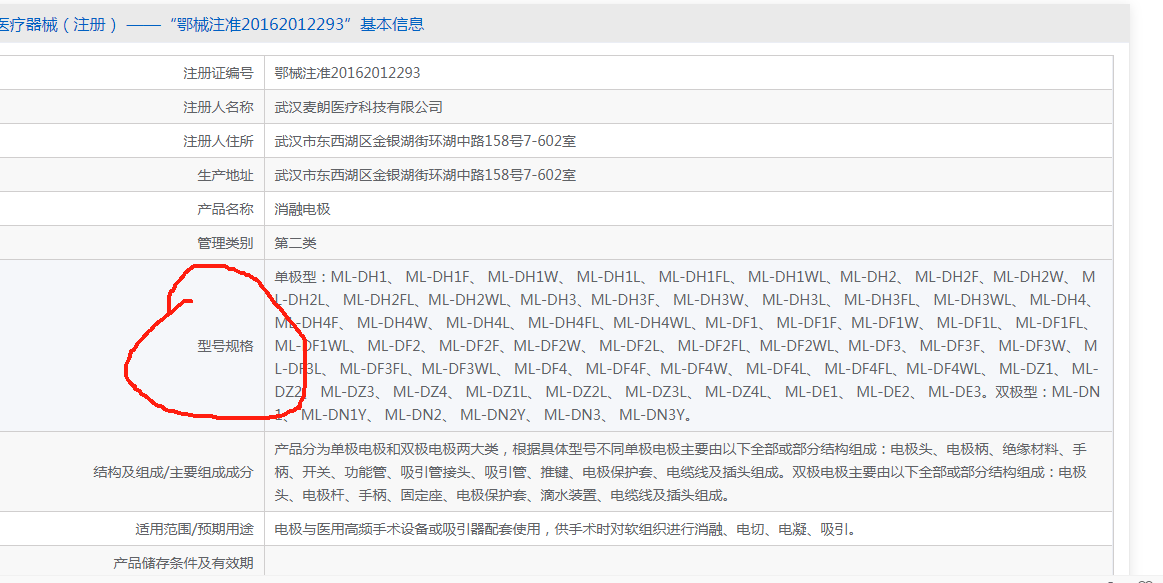 医疗器械（注册）——“鄂械注准20162012293”基本信息
注册证编号 鄂械注准20162012293
注册人名称 武汉麦朗医疗科技有限公司
注册人住所 武汉市东西湖区金银湖街环湖中路158号7-602室
生产地址 武汉市东西湖区金银湖街环湖中路158号7-602室
产品名称 消融电极
管理类别 第二类
型号规格
单极型：ML-DH1、 ML-DH1F、 ML-DH1W、 ML-DH1L、 ML-DH1FL、 ML-DH1WL、ML-DH2、 ML-DH2F、ML-DH2W、 M
L-DH2L、 ML-DH2FL、ML-DH2WL、ML-DH3、ML-DH3F、 ML-DH3W、 ML-DH3L、 ML-DH3FL、 ML-DH3WL、 ML-DH4、
ML-DH4F、 ML-DH4W、 ML-DH4L、 ML-DH4FL、ML-DH4WL、ML-DF1、 ML-DF1F、ML-DF1W、 ML-DF1L、 ML-DF1FL、
ML-DF1WL、 ML-DF2、 ML-DF2F、ML-DF2W、 ML-DF2L、 ML-DF2FL、ML-DF2WL、ML-DF3、 ML-DF3F、 ML-DF3W、 M
L-DF3L、 ML-DF3FL、ML-DF3WL、 ML-DF4、 ML-DF4F、ML-DF4W、 ML-DF4L、 ML-DF4FL、ML-DF4WL、 ML-DZ1、 ML-
DZ2、 ML-DZ3、 ML-DZ4、 ML-DZ1L、 ML-DZ2L、 ML-DZ3L、 ML-DZ4L、 ML-DE1、 ML-DE2、 ML-DE3。双极型：ML-DN
1、 ML-DN1Y、 ML-DN2、 ML-DN2Y、 ML-DN3、 ML-DN3Y。
结构及组成/主要组成成分
产品分为单极电极和双极电极两大类，根据具体型号不同单极电极主要由以下全部或部分结构组成：电极头、电极柄、绝缘材料、手
柄、开关、功能管、吸引管接头、吸引管、推键、电极保护套、电缆线及插头组成。双极电极主要由以下全部或部分结构组成：电极
头、电极杆、手柄、固定座、电极保护套、滴水装置、电缆线及插头组成。
适用范围/预期用途 电极与医用高频手术设备或吸引器配套使用，供手术时对软组织进行消融、电切、电凝、吸引。
产品储存条件及有效期